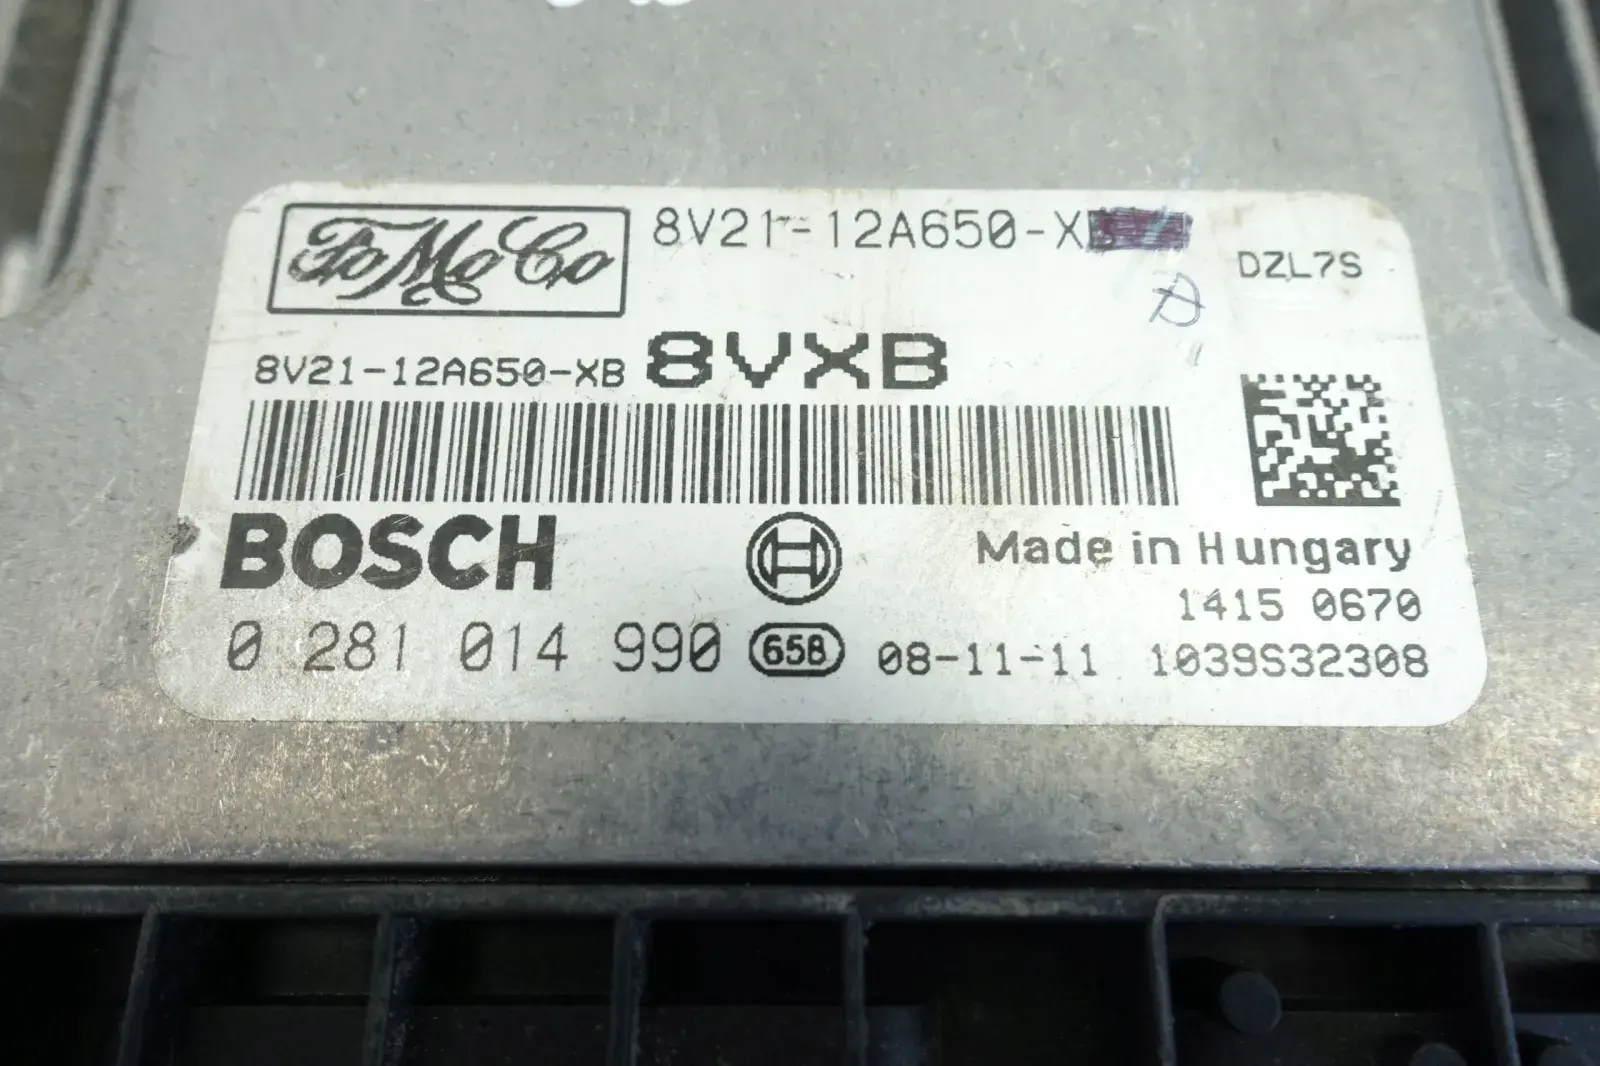 FoMoCo
8V21-12A650-XB
DZL7S
8V21-12A650-XB 8VXB
BOSCH
Made in Hungary
1415 0670
0 281 014 990 658 08-11-11 1039S32308